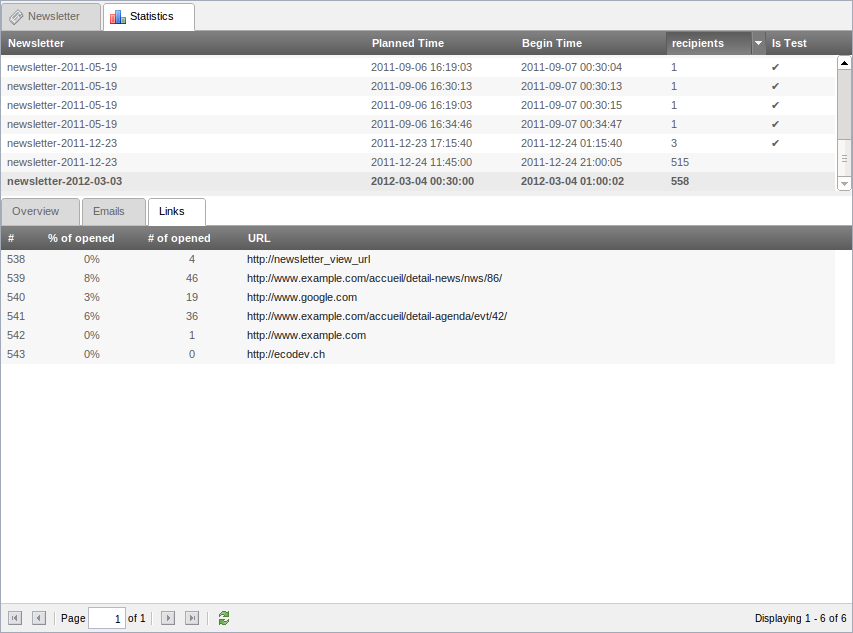 Newsletter Statistics
Newsletter Planned Time Begin Time recipients Is Test
newsletter-2011-05-19 2011-09-06 16:19:03 2011-09-07 00:30:04 1 ✔
newsletter-2011-05-19 2011-09-06 16:30:13 2011-09-07 00:30:13 1 ✔
newsletter-2011-05-19 2011-09-06 16:19:03 2011-09-07 00:30:15 1 ✔
newsletter-2011-05-19 2011-09-06 16:34:46 2011-09-07 00:34:47 1 ✔
newsletter-2011-12-23 2011-12-23 17:15:40 2011-12-24 01:15:40 3 ✔
newsletter-2011-12-23 2011-12-24 11:45:00 2011-12-24 21:00:05 515
newsletter-2012-03-03 2012-03-04 00:30:00 2012-03-04 01:00:02 558
Overview Emails Links
# % of opened # of opened URL
538 0% 4 http://newsletter_view_url
539 8% 46 http://www.example.com/accueil/detail-news/nws/86/
540 3% 19 http://www.google.com
541 6% 36 http://www.example.com/accueil/detail-agenda/evt/42/
542 0% 1 http://www.example.com
543 0% 0 http://ecodev.ch
Page 1 of 1 Displaying 1 - 6 of 6